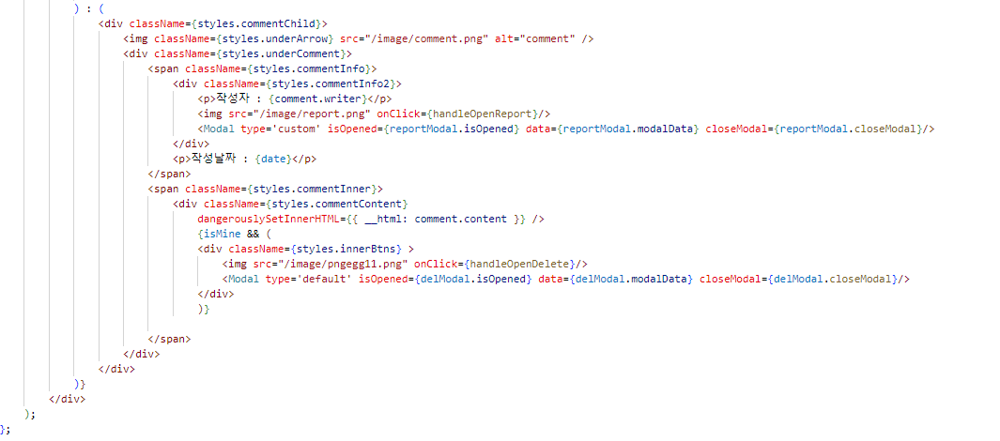 ) : (
<div className={styles.commentChild}>
<img className={styles.underArrow} src="/image/comment.png" alt="comment" />
<div className={styles.underComment}>
<span className={styles.commentInfo}>
<div className={styles.commentInfo2}>
<p>작성자 : {comment.writer}</p>
<img src="/image/report.png" onClick={handleOpenReport}/>
<Modal type='custom' isOpened={reportModal.isOpened} data={reportModal.modalData} closeModal={reportModal.closeModal}/>
</div>
<p>작성날짜 : {date}</p>
</span>
<span className={styles.commentInner}>
<div className={styles.commentContent}
dangerouslySetInnerHTML={{ __html: comment.content }} />
{isMine && (
<div className={styles.innerBtns} >
<img src="/image/pngegg11.png" onClick={handleOpenDelete}/>
<Modal type='default' isOpened={delModal.isOpened} data={delModal.modalData} closeModal={delModal.closeModal}/>
</div>
)}
</span>
</div>
</div>
)}
</div>
);
};